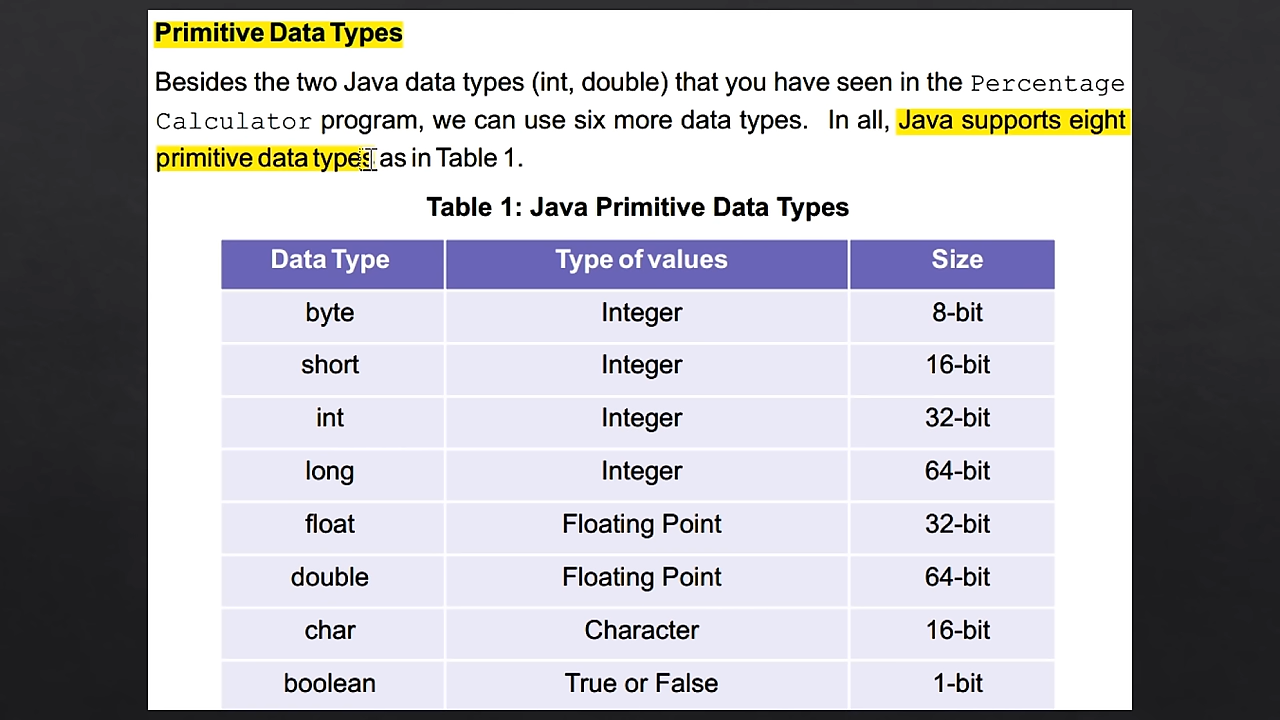 Primitive Data Types
Besides the two Java data types (int, double) that you have seen in the Percentage
Calculator program, we can use six more data types. In all, Java supports eight
primitive data types as in Table 1.
Table 1: Java Primitive Data Types
Data Type Type of values Size
byte Integer 8-bit
short Integer 16-bit
int Integer 32-bit
long Integer 64-bit
float Floating Point 32-bit
double Floating Point 64-bit
char Character 16-bit
boolean True or False 1-bit